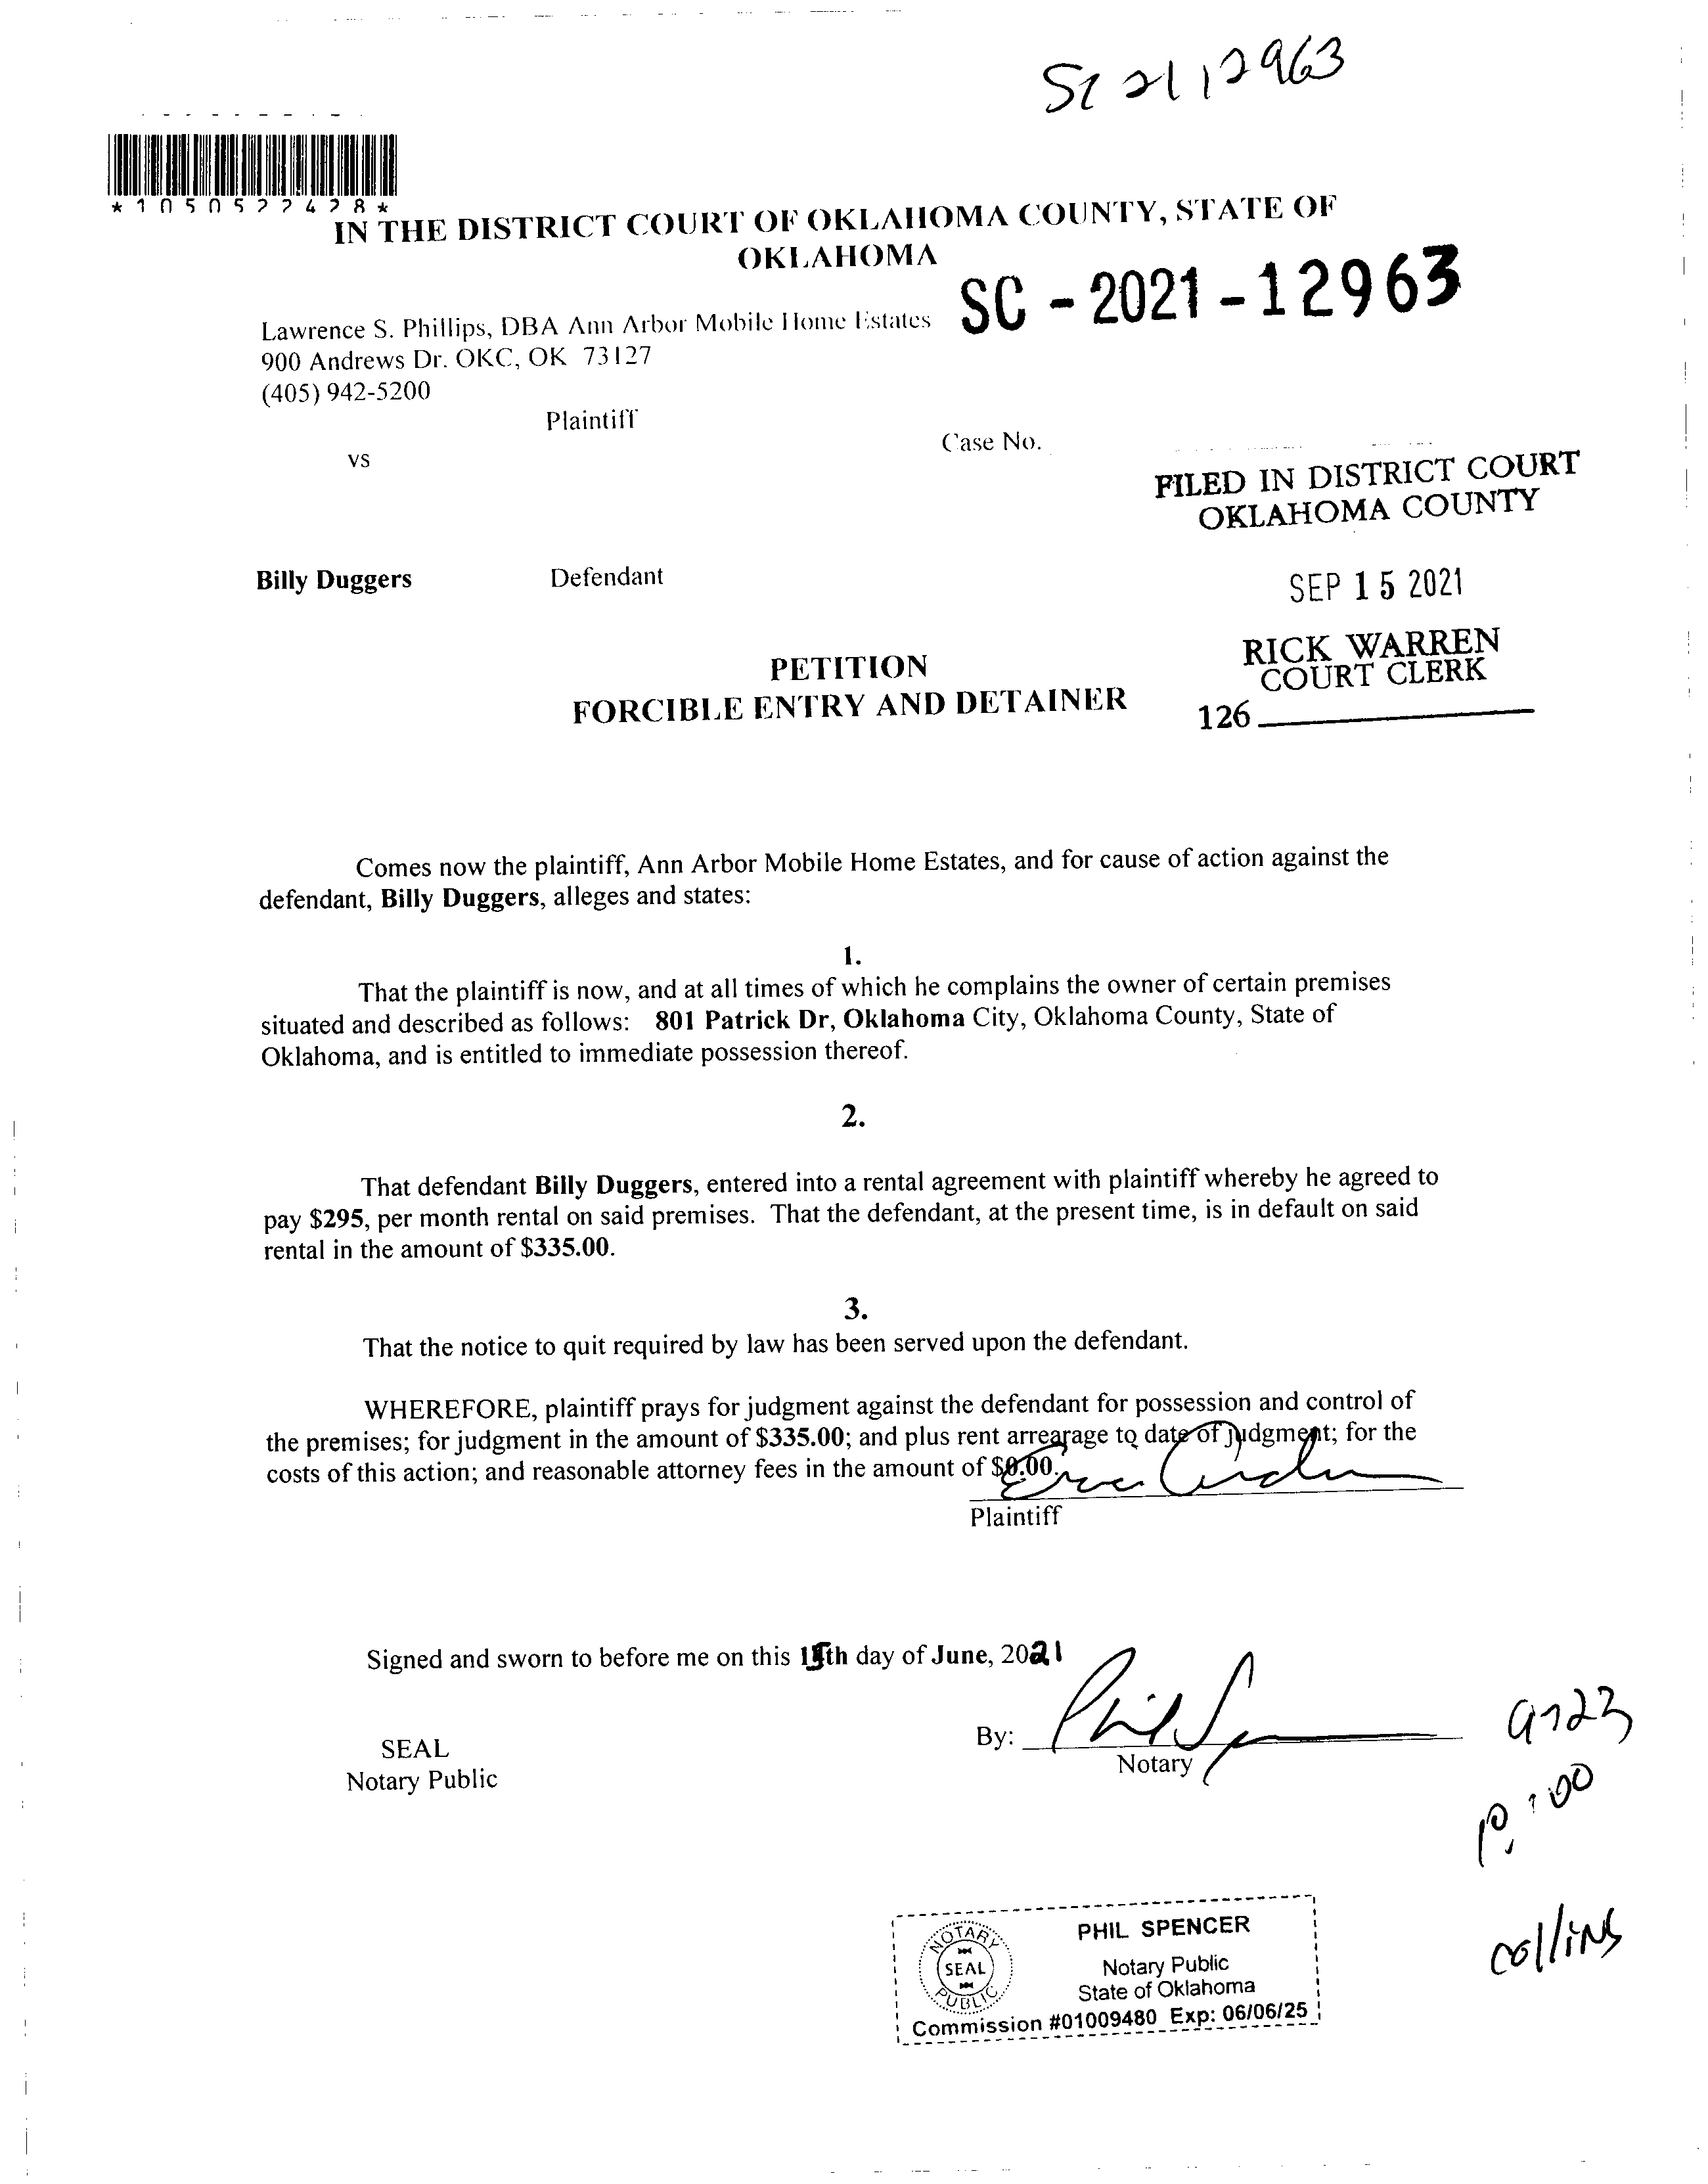 SC 21 12963
*1050522428*
IN THE DISTRICT COURT OF OKLAHOMA COUNTY, STATE OF
OKLAHOMA
SC - 2021 - 12963
Lawrence S. Phillips, DBA Ann Arbor Mobile Home Estates
900 Andrews Dr. OKC, OK 73127
(405) 942-5200
Plaintiff
Case No.
vs
FILED IN DISTRICT COURT
OKLAHOMA COUNTY
Billy Duggers Defendant
SEP 15 2021
RICK WARREN
COURT CLERK
126
PETITION
FORCIBLE ENTRY AND DETAINER
Comes now the plaintiff, Ann Arbor Mobile Home Estates, and for cause of action against the
defendant, Billy Duggers, alleges and states:
1.
That the plaintiff is now, and at all times of which he complains the owner of certain premises
situated and described as follows: 801 Patrick Dr, Oklahoma City, Oklahoma County, State of
Oklahoma, and is entitled to immediate possession thereof.
2.
That defendant Billy Duggers, entered into a rental agreement with plaintiff whereby he agreed to
pay $295, per month rental on said premises. That the defendant, at the present time, is in default on said
rental in the amount of $335.00.
3.
That the notice to quit required by law has been served upon the defendant.
WHEREFORE, plaintiff prays for judgment against the defendant for possession and control of
the premises; for judgment in the amount of $335.00; and plus rent arrearage to date of judgment; for the
costs of this action; and reasonable attorney fees in the amount of $0.00.
Plaintiff
Signed and sworn to before me on this 15th day of June, 2021
By:
Notary
SEAL
Notary Public
collins
NOTARY
SEAL
PUBLIC
PHIL SPENCER
Notary Public
State of Oklahoma
Commission #01009480 Exp: 06/06/25